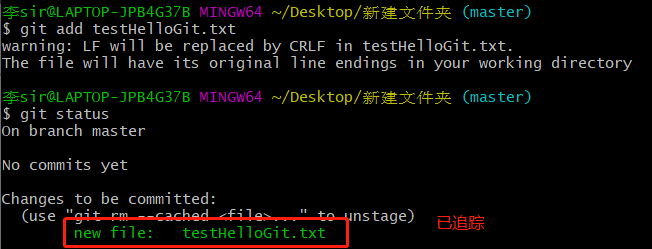 李sir@LAPTOP-JPB4G37B MINGW64 ~/Desktop/新建文件夹 (master)
$ git add testHelloGit.txt
warning: LF will be replaced by CRLF in testHelloGit.txt.
The file will have its original line endings in your working directory
李sir@LAPTOP-JPB4G37B MINGW64 ~/Desktop/新建文件夹 (master)
$ git status
On branch master
No commits yet
Changes to be committed:
(use "git rm --cached <file>..." to unstage)
new file:   testHelloGit.txt
已追踪